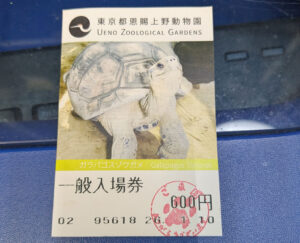 東京都恩賜上野動物園
UENO ZOOLOGICAL GARDENS
ガラパゴスゾウガメ
一般入場券
600円
02 95618 26. 1.10